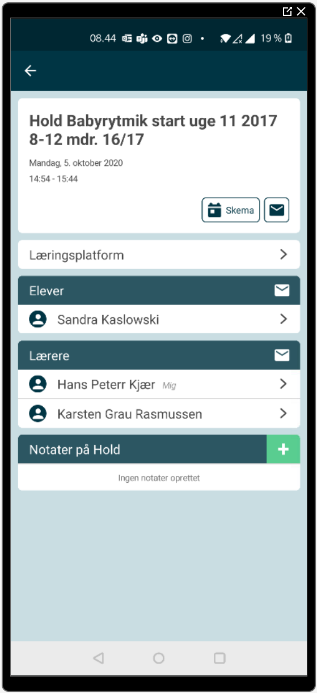 08.44
19 %
Hold Babyrytmik start uge 11 2017
8-12 mdr. 16/17
Mandag, 5. oktober 2020
14:54 - 15:44
Skema
Læringsplatform
Elever
Sandra Kaslowski
Lærere
Hans Peterr Kjær Mig
Karsten Grau Rasmussen
Notater på Hold
Ingen notater oprettet